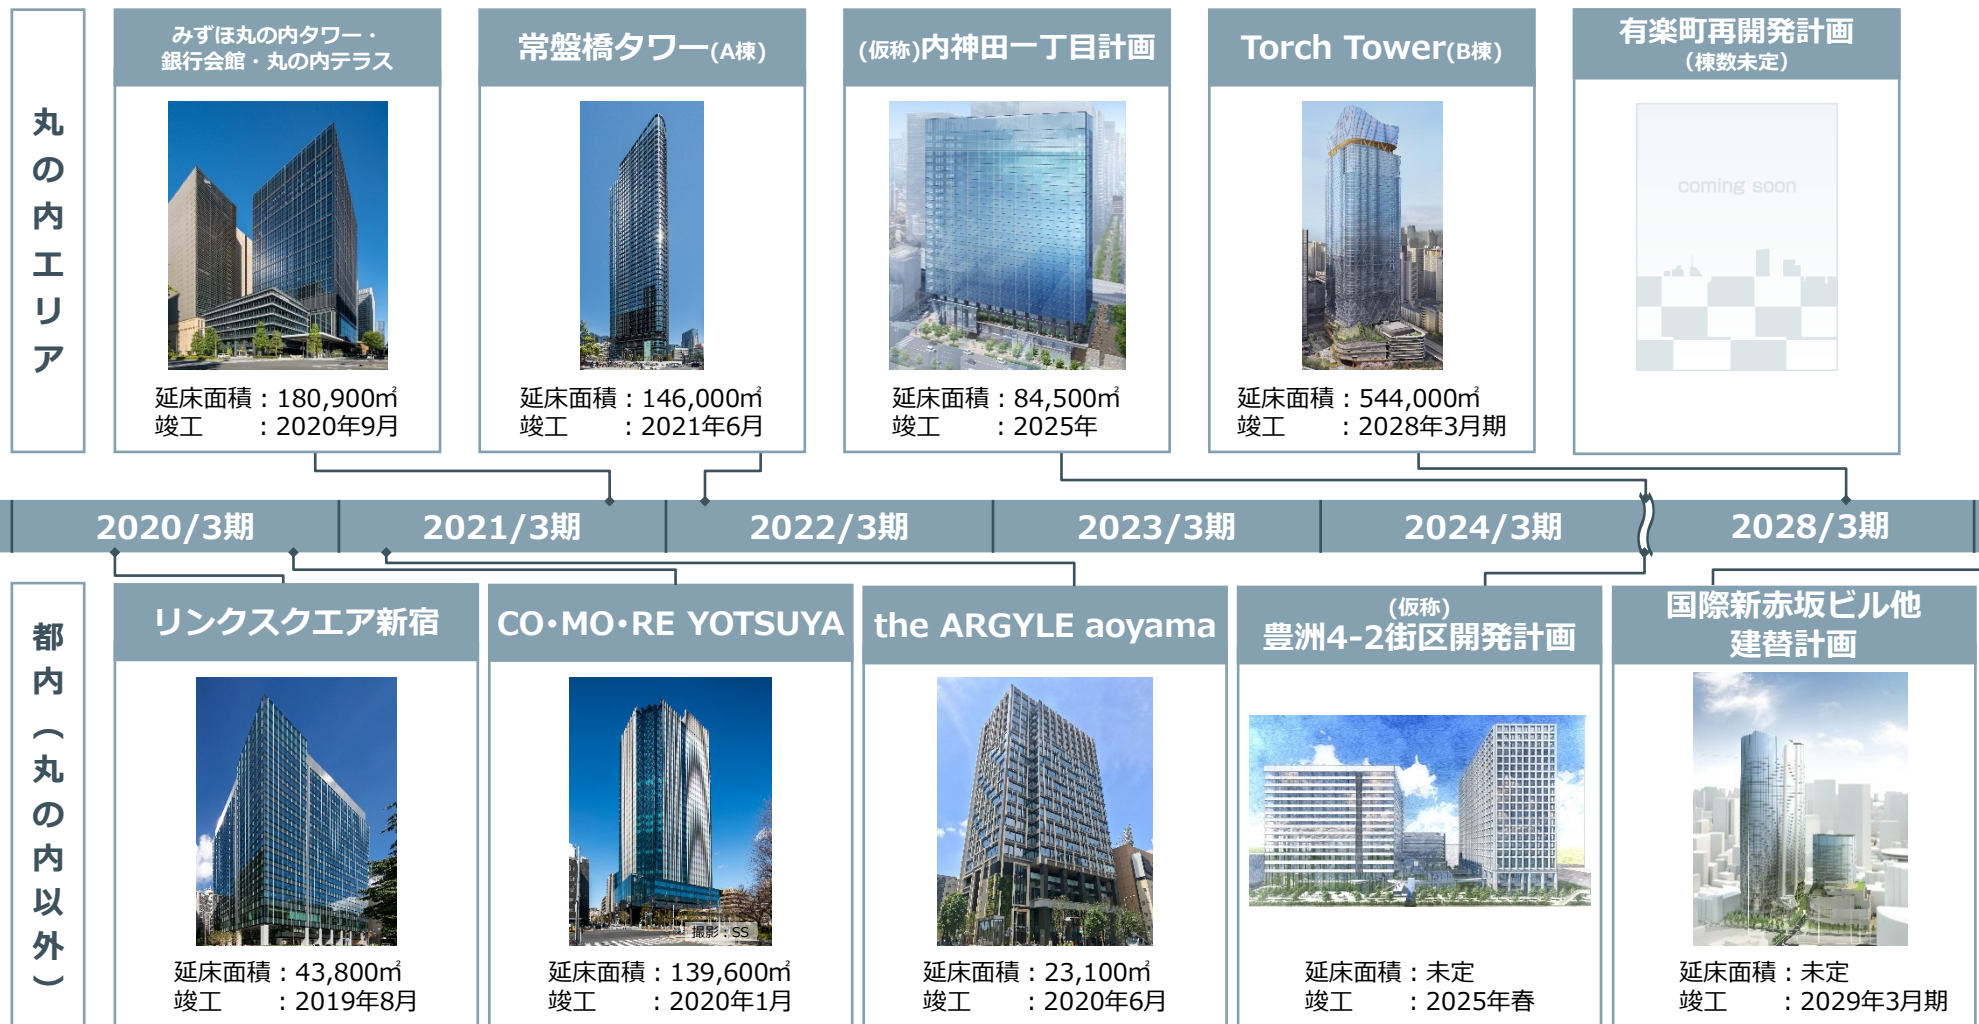 丸の内エリア
みずほ丸の内タワー・
銀行会館・丸の内テラス
延床面積：180,900㎡
竣工　　：2020年9月
常盤橋タワー(A棟)
延床面積：146,000㎡
竣工　　：2021年6月
(仮称)内神田一丁目計画
延床面積：84,500㎡
竣工　　：2025年
Torch Tower(B棟)
延床面積：544,000㎡
竣工　　：2028年3月期
有楽町再開発計画
（棟数未定）
coming soon
2020/3期
2021/3期
2022/3期
2023/3期
2024/3期
2028/3期
都内（丸の内以外）
リンクスクエア新宿
延床面積：43,800㎡
竣工　　：2019年8月
CO・MO・RE YOTSUYA
撮影：SS
延床面積：139,600㎡
竣工　　：2020年1月
the ARGYLE aoyama
延床面積：23,100㎡
竣工　　：2020年6月
(仮称)
豊洲4-2街区開発計画
延床面積：未定
竣工　　：2025年春
国際新赤坂ビル他
建替計画
延床面積：未定
竣工　　：2029年3月期